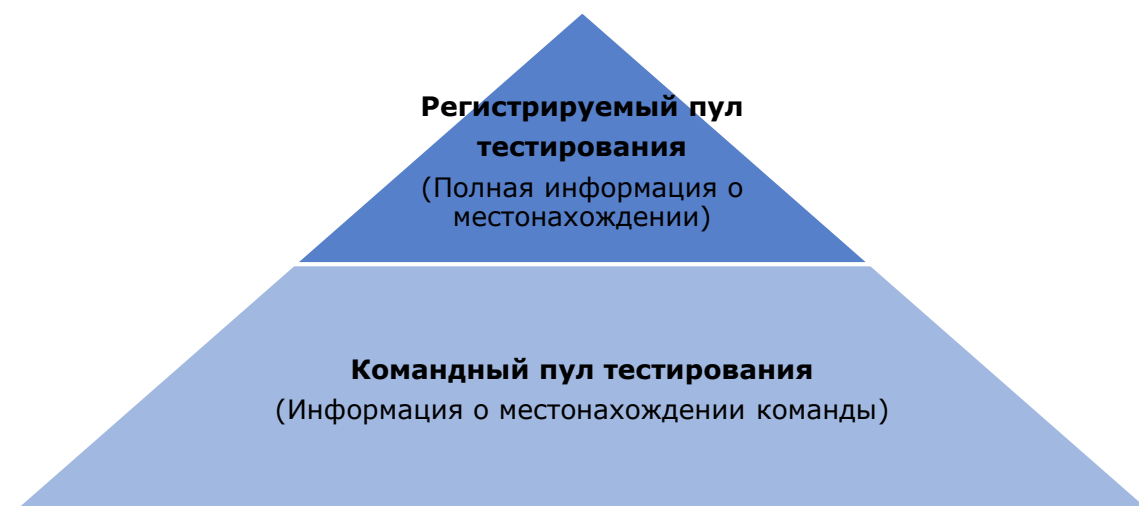 Регистрируемый пул
тестирования
(Полная информация о
местонахождении)
Командный пул тестирования
(Информация о местонахождении команды)